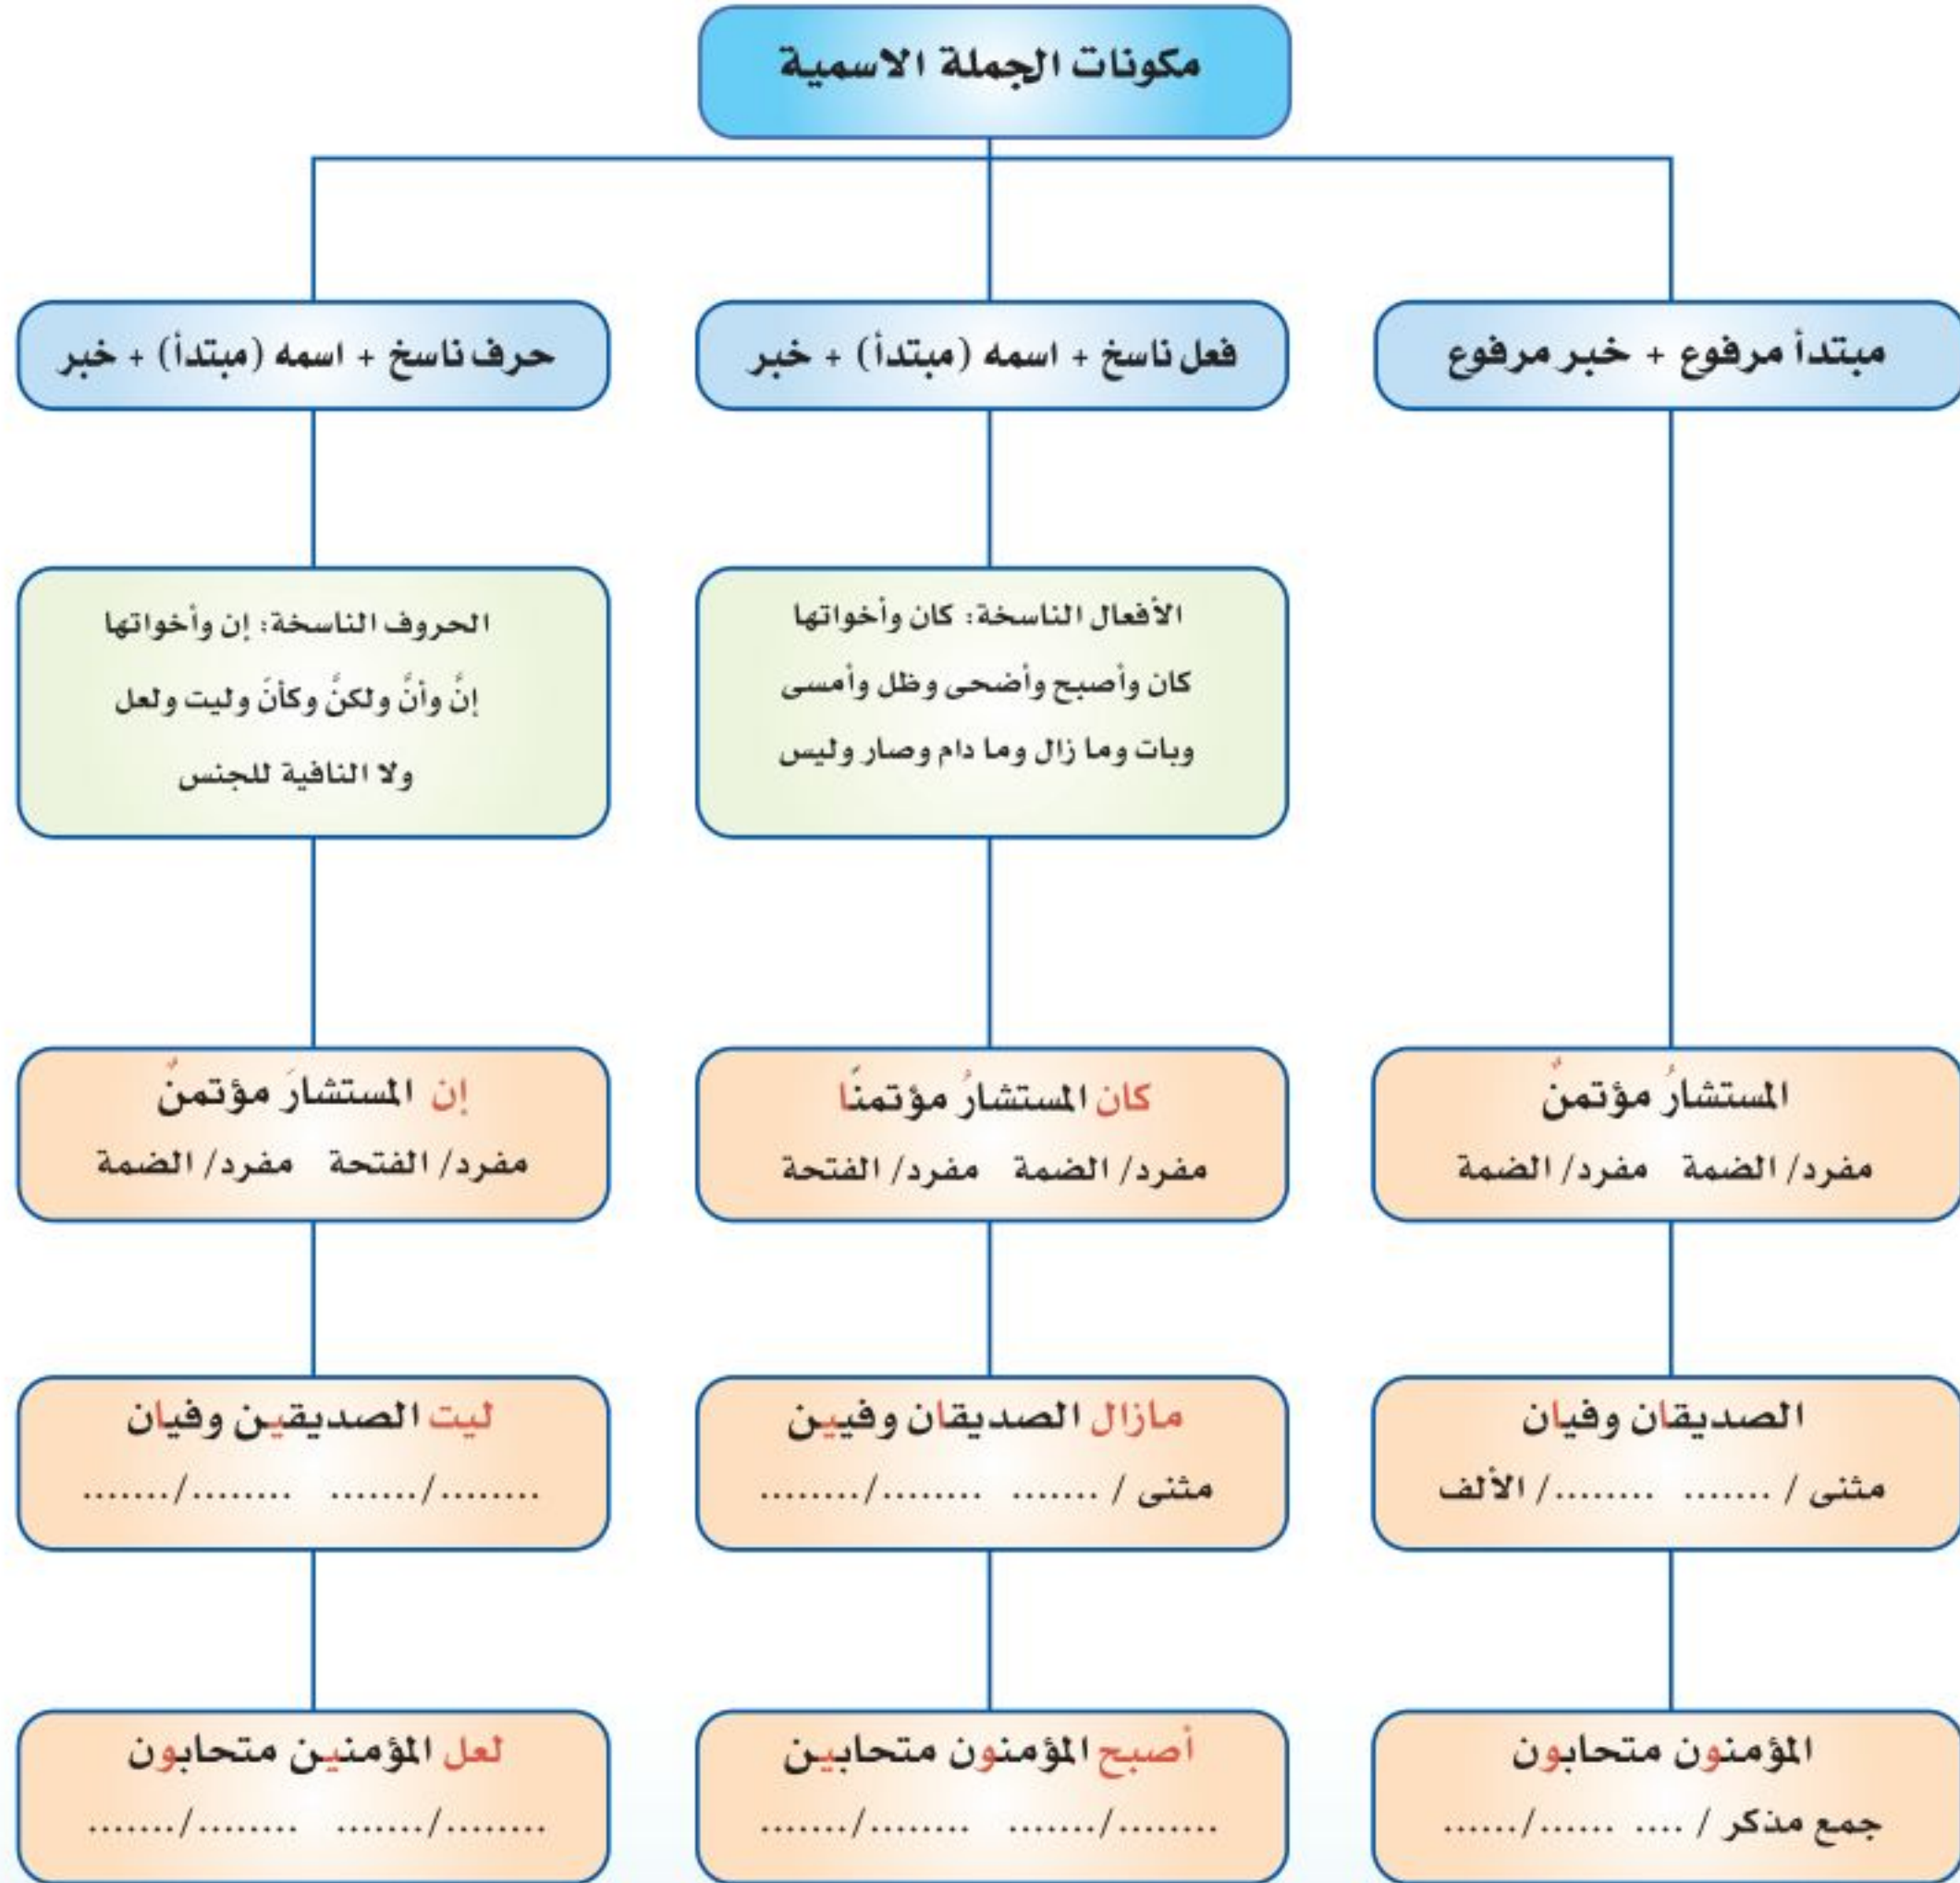 مكونات الجملة الاسمية
مبتدأ مرفوع + خبر مرفوع
فعل ناسخ + اسمه (مبتدأ) + خبر
حرف ناسخ + اسمه (مبتدأ) + خبر
الأفعال الناسخة: كان وأخواتها
كان وأصبح وأضحى وظل وأمسى
وبات وما زال وما دام وصار وليس
الحروف الناسخة: إن وأخواتها
إنَّ وأنَّ ولكنَّ وكأنَ وليت ولعل
ولا النافية للجنس
المستشارُ مؤتمنٌ
مفرد/ الضمة مفرد/ الضمة
كان المستشارُ مؤتمنًا
مفرد/ الضمة مفرد/ الفتحة
إن المستشارَ مؤتمنٌ
مفرد/ الفتحة مفرد/ الضمة
الصديقان وفيان
مثنى / ....... ......../ الألف
مازال الصديقان وفيين
مثنى / ....... ......../........
ليت الصديقين وفيان
......../....... ......../.......
المؤمنون متحابون
جمع مذكر / .... ....../......
أصبح المؤمنون متحابين
......../....... ......../.......
لعل المؤمنين متحابون
......../....... ......../.......